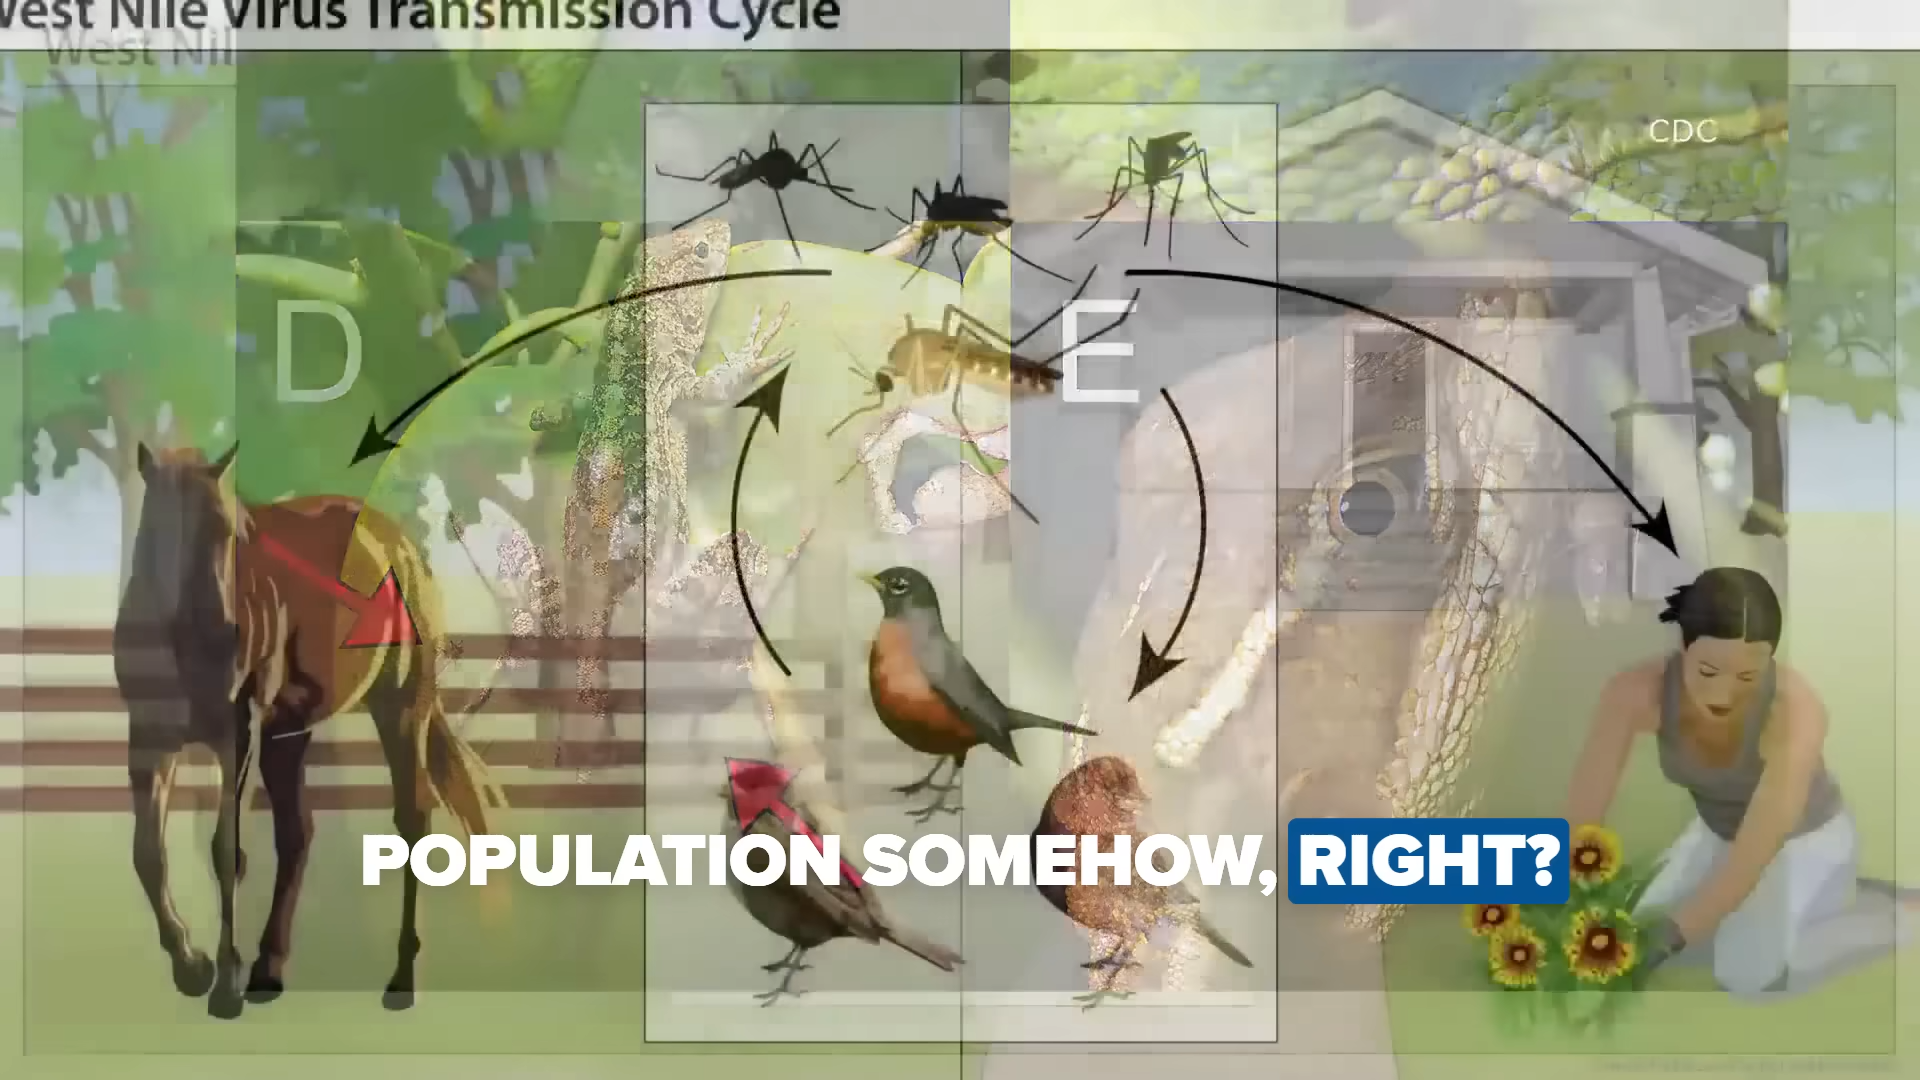 West Nile Virus Transmission Cycle
West Nil
CDC
D
E
POPULATION SOMEHOW, RIGHT?